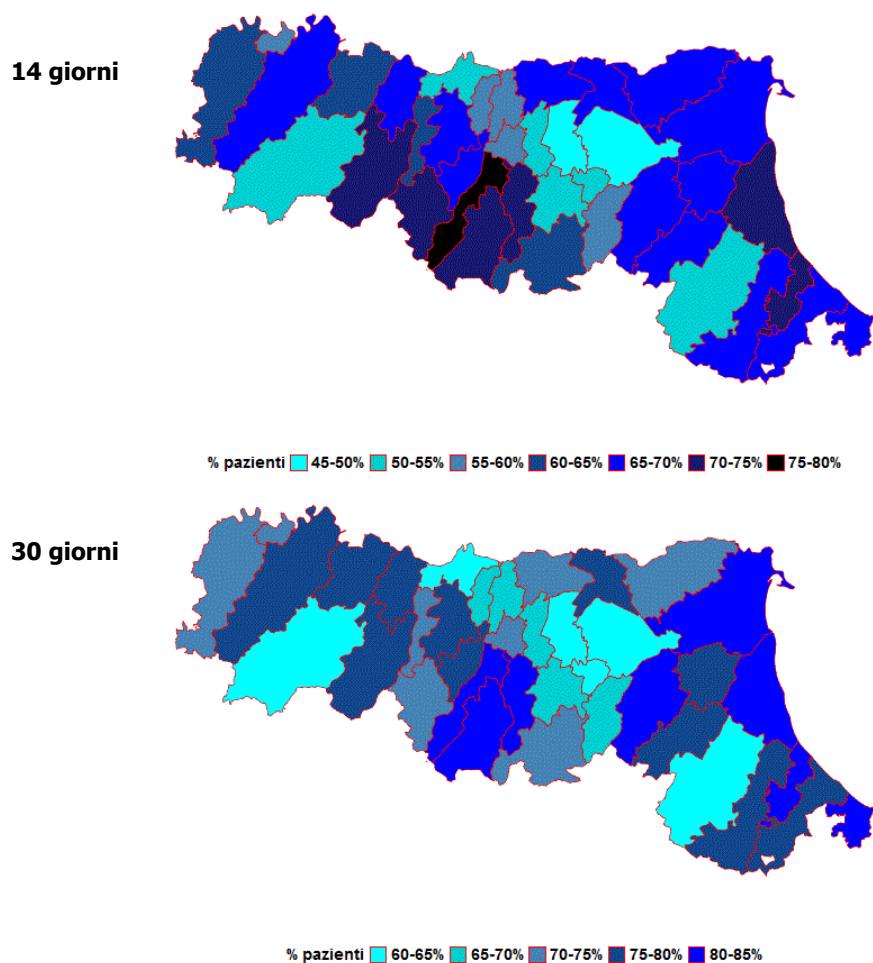 14 giorni
% pazienti 45-50% 50-55% 55-60% 60-65% 65-70% 70-75% 75-80%
30 giorni
% pazienti 60-65% 65-70% 70-75% 75-80% 80-85%